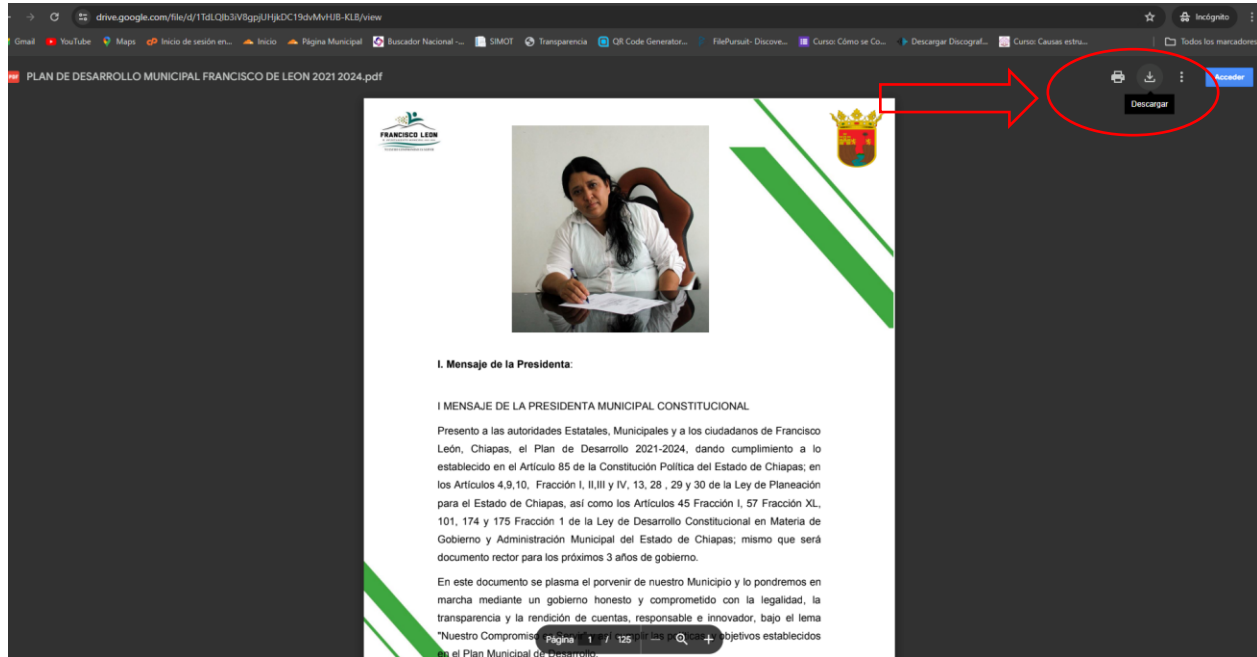 drive.google.com/file/d/1TdLQlb3iV8gpjUHjkDC19dvMvHJB-KL8/view
Incógnito
Gmail YouTube Maps Inicio de sesión en... Inicio Página Municipal Buscador Nacional -... SIMOT Transparencia QR Code Generator... FilePursuit- Discove... Curso: Cómo se Co... Descargar Discograf... Curso: Causas estru... Todos los marcadores
PDF PLAN DE DESARROLLO MUNICIPAL FRANCISCO DE LEON 2021 2024.pdf
Acceder
Descargar
FRANCISCO LEON
I. Mensaje de la Presidenta:
I MENSAJE DE LA PRESIDENTA MUNICIPAL CONSTITUCIONAL
Presento a las autoridades Estatales, Municipales y a los ciudadanos de Francisco
León, Chiapas, el Plan de Desarrollo 2021-2024, dando cumplimiento a lo
establecido en el Artículo 85 de la Constitución Política del Estado de Chiapas; en
los Artículos 4,9,10, Fracción I, II,III y IV, 13, 28 , 29 y 30 de la Ley de Planeación
para el Estado de Chiapas, así como los Artículos 45 Fracción I, 57 Fracción XL,
101, 174 y 175 Fracción 1 de la Ley de Desarrollo Constitucional en Materia de
Gobierno y Administración Municipal del Estado de Chiapas; mismo que será
documento rector para los próximos 3 años de gobierno.
En este documento se plasma el porvenir de nuestro Municipio y lo pondremos en
marcha mediante un gobierno honesto y comprometido con la legalidad, la
transparencia y la rendición de cuentas, responsable e innovador, bajo el lema
"Nuestro Compromiso objetivos establecidos
Página 1 / 125
en el Plan Municipal de Desarrollo.